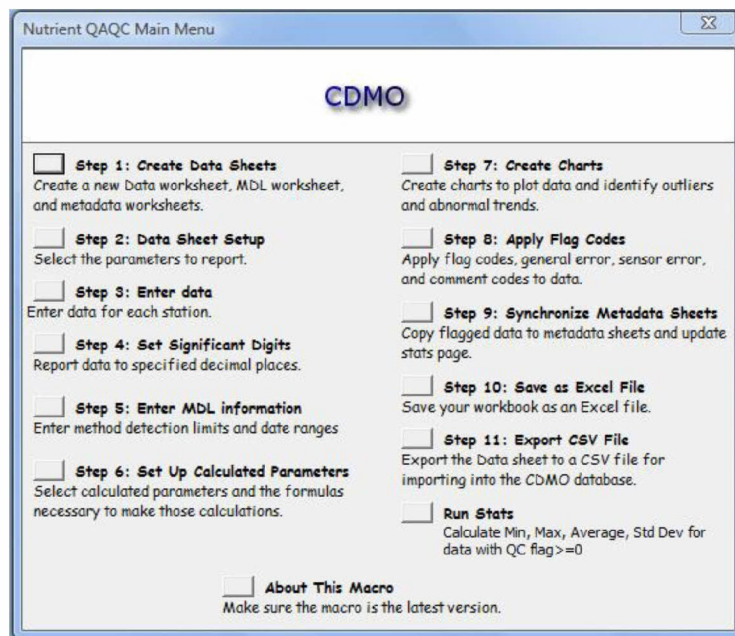 Nutrient QAQC Main Menu
CDMO
Step 1: Create Data Sheets
Create a new Data worksheet, MDL worksheet,
and metadata worksheets.
Step 2: Data Sheet Setup
Select the parameters to report.
Step 3: Enter data
Enter data for each station.
Step 4: Set Significant Digits
Report data to specified decimal places.
Step 5: Enter MDL information
Enter method detection limits and date ranges
Step 6: Set Up Calculated Parameters
Select calculated parameters and the formulas
necessary to make those calculations.
Step 7: Create Charts
Create charts to plot data and identify outliers
and abnormal trends.
Step 8: Apply Flag Codes
Apply flag codes, general error, sensor error,
and comment codes to data.
Step 9: Synchronize Metadata Sheets
Copy flagged data to metadata sheets and update
stats page.
Step 10: Save as Excel File
Save your workbook as an Excel file.
Step 11: Export CSV File
Export the Data sheet to a CSV file for
importing into the CDMO database.
Run Stats
Calculate Min, Max, Average, Std Dev for
data with QC flag>=0
About This Macro
Make sure the macro is the latest version.